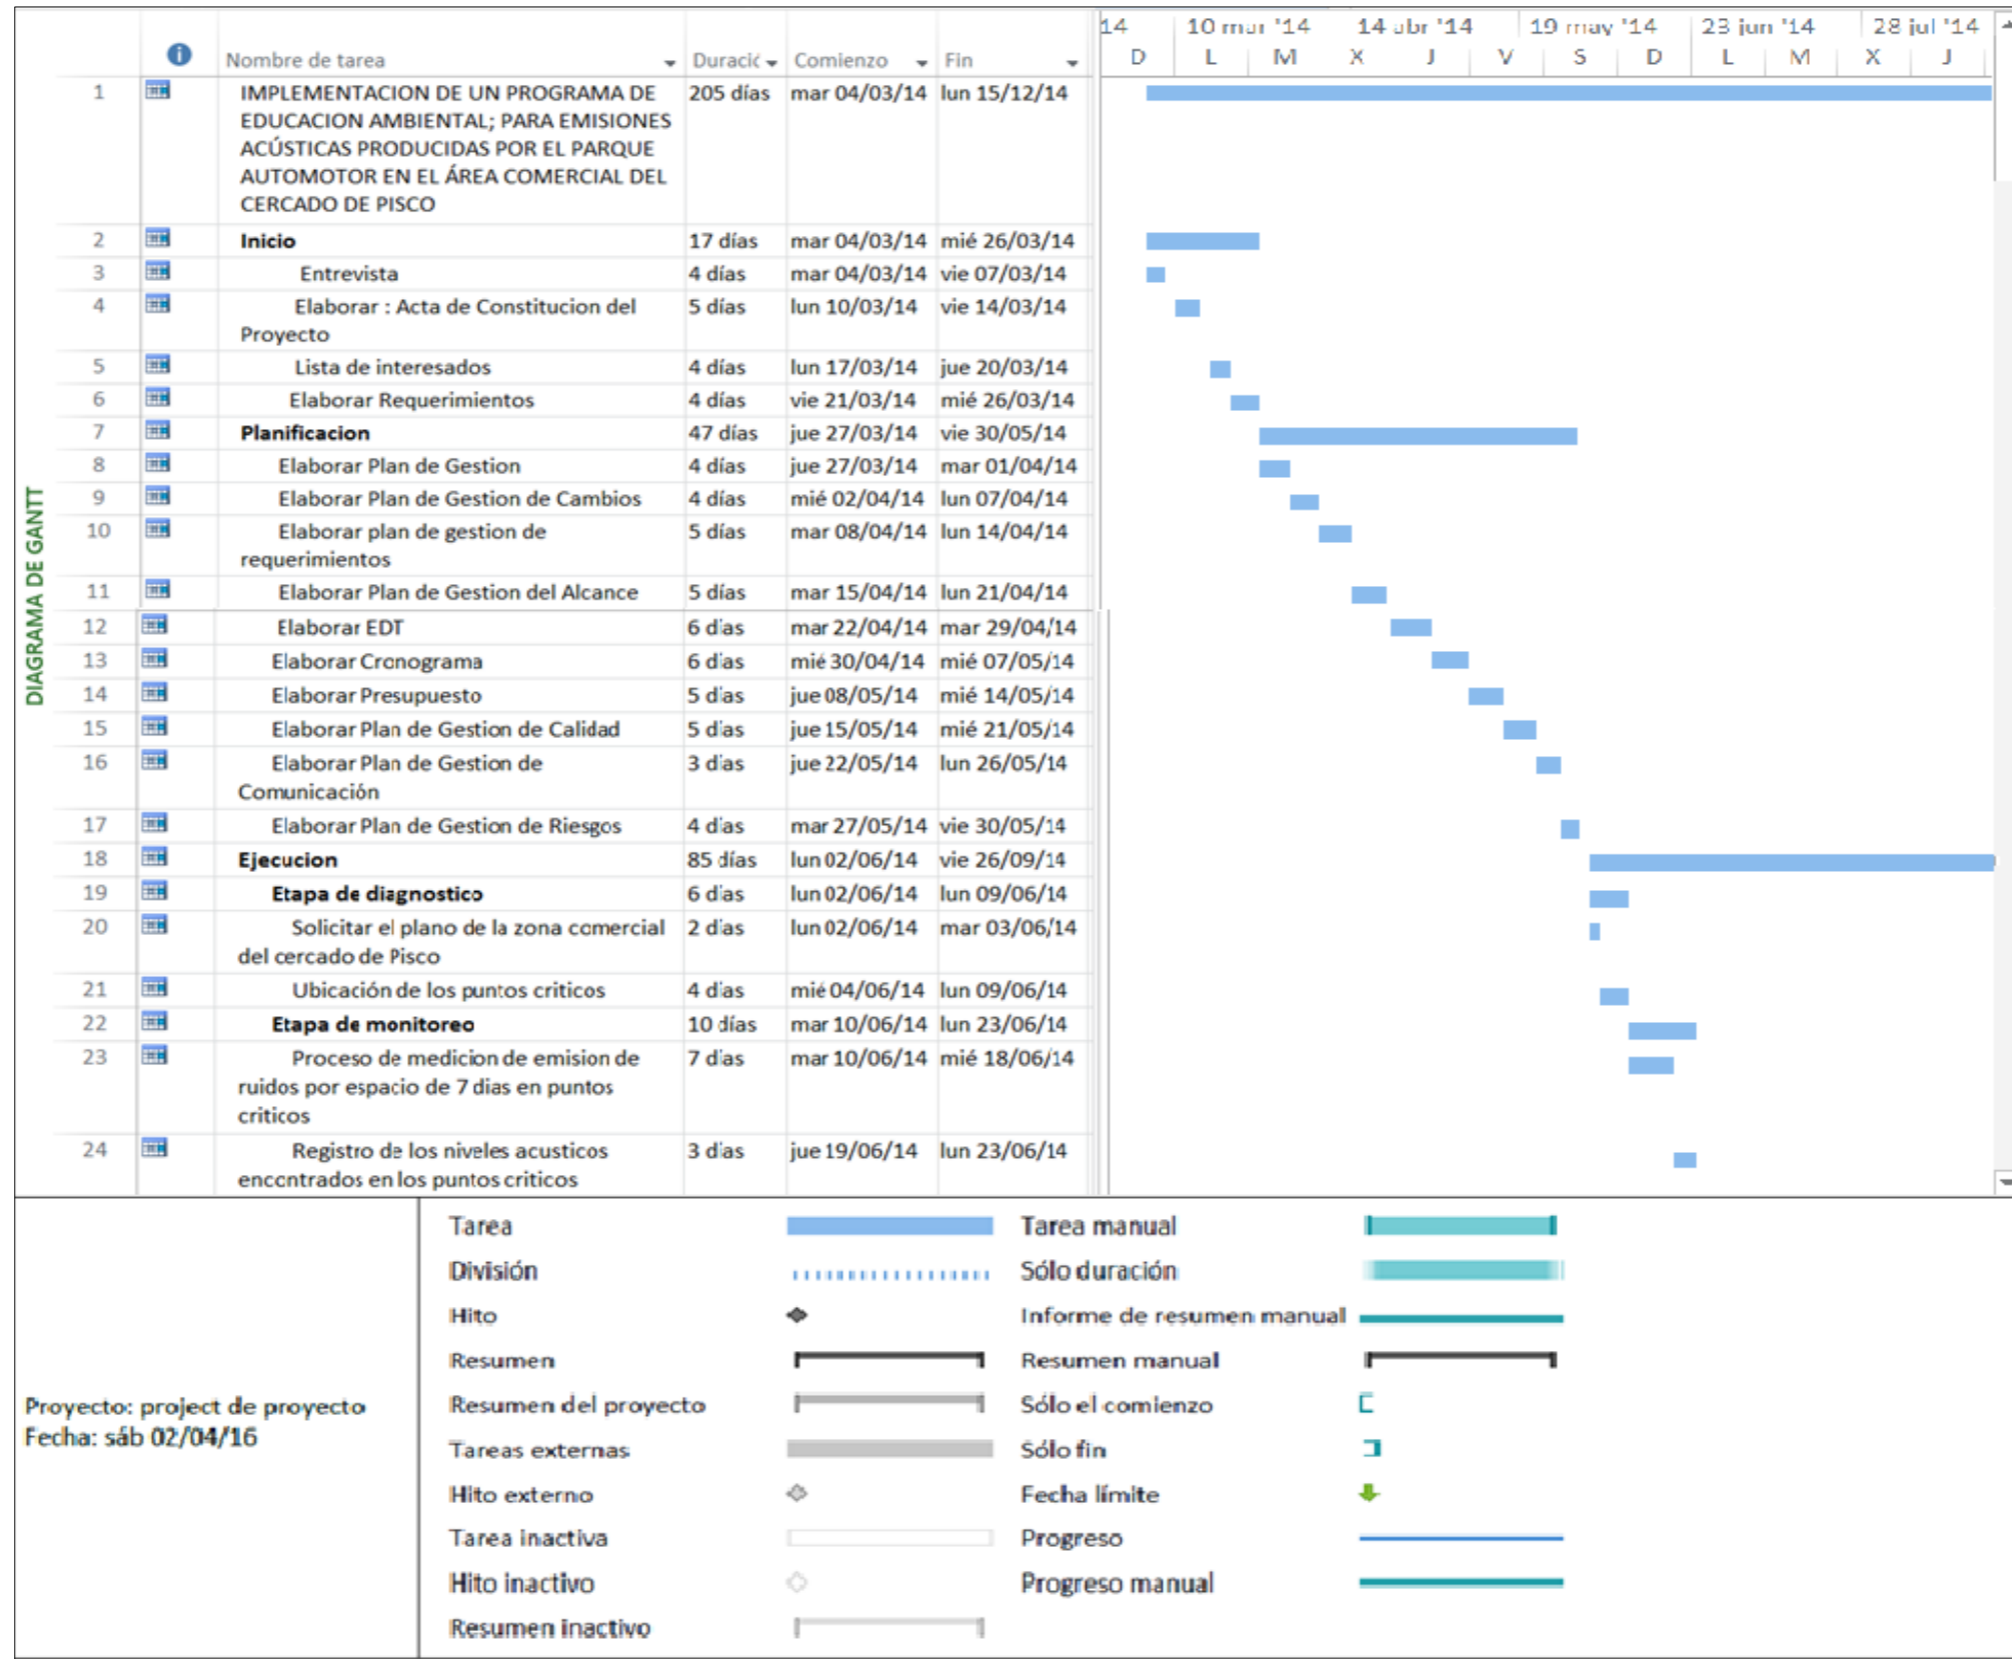 14 10 mar '14 14 abr '14 19 may '14 23 jun '14 28 jul '14
Nombre de tarea Duració Comienzo Fin D L M X J V S D L M X J
1 IMPLEMENTACION DE UN PROGRAMA DE 205 días mar 04/03/14 lun 15/12/14
EDUCACION AMBIENTAL; PARA EMISIONES
ACÚSTICAS PRODUCIDAS POR EL PARQUE
AUTOMOTOR EN EL ÁREA COMERCIAL DEL
CERCADO DE PISCO
2 Inicio 17 días mar 04/03/14 mié 26/03/14
3 Entrevista 4 días mar 04/03/14 vie 07/03/14
4 Elaborar : Acta de Constitucion del 5 días lun 10/03/14 vie 14/03/14
Proyecto
5 Lista de interesados 4 días lun 17/03/14 jue 20/03/14
6 Elaborar Requerimientos 4 días vie 21/03/14 mié 26/03/14
7 Planificacion 47 días jue 27/03/14 vie 30/05/14
8 Elaborar Plan de Gestion 4 días jue 27/03/14 mar 01/04/14
9 Elaborar Plan de Gestion de Cambios 4 días mié 02/04/14 lun 07/04/14
10 Elaborar plan de gestion de 5 días mar 08/04/14 lun 14/04/14
requerimientos
11 Elaborar Plan de Gestion del Alcance 5 días mar 15/04/14 lun 21/04/14
12 Elaborar EDT 6 dias mar 22/04/14 mar 29/04/14
13 Elaborar Cronograma 6 dias mié 30/04/14 mié 07/05/14
14 Elaborar Presupuesto 5 dias jue 08/05/14 mié 14/05/14
15 Elaborar Plan de Gestion de Calidad 5 dias jue 15/05/14 mié 21/05/14
16 Elaborar Plan de Gestion de 3 dias jue 22/05/14 lun 26/05/14
Comunicación
17 Elaborar Plan de Gestion de Riesgos 4 dias mar 27/05/14 vie 30/05/14
18 Ejecucion 85 días lun 02/06/14 vie 26/09/14
19 Etapa de diagnostico 6 dias lun 02/06/14 lun 09/06/14
20 Solicitar el plano de la zona comercial 2 dias lun 02/06/14 mar 03/06/14
del cercado de Pisco
21 Ubicación de los puntos criticos 4 dias mié 04/06/14 lun 09/06/14
22 Etapa de monitoreo 10 días mar 10/06/14 lun 23/06/14
23 Proceso de medicion de emision de 7 dias mar 10/06/14 mié 18/06/14
ruidos por espacio de 7 dias en puntos
criticos
24 Registro de los niveles acusticos 3 dias jue 19/06/14 lun 23/06/14
encontrados en los puntos criticos
DIAGRAMA DE GANTT
Proyecto: project de proyecto
Fecha: sáb 02/04/16
Tarea
División
Hito
Resumen
Resumen del proyecto
Tareas externas
Hito externo
Tarea inactiva
Hito inactivo
Resumen inactivo
Tarea manual
Sólo duración
Informe de resumen manual
Resumen manual
Sólo el comienzo
Sólo fin
Fecha límite
Progreso
Progreso manual